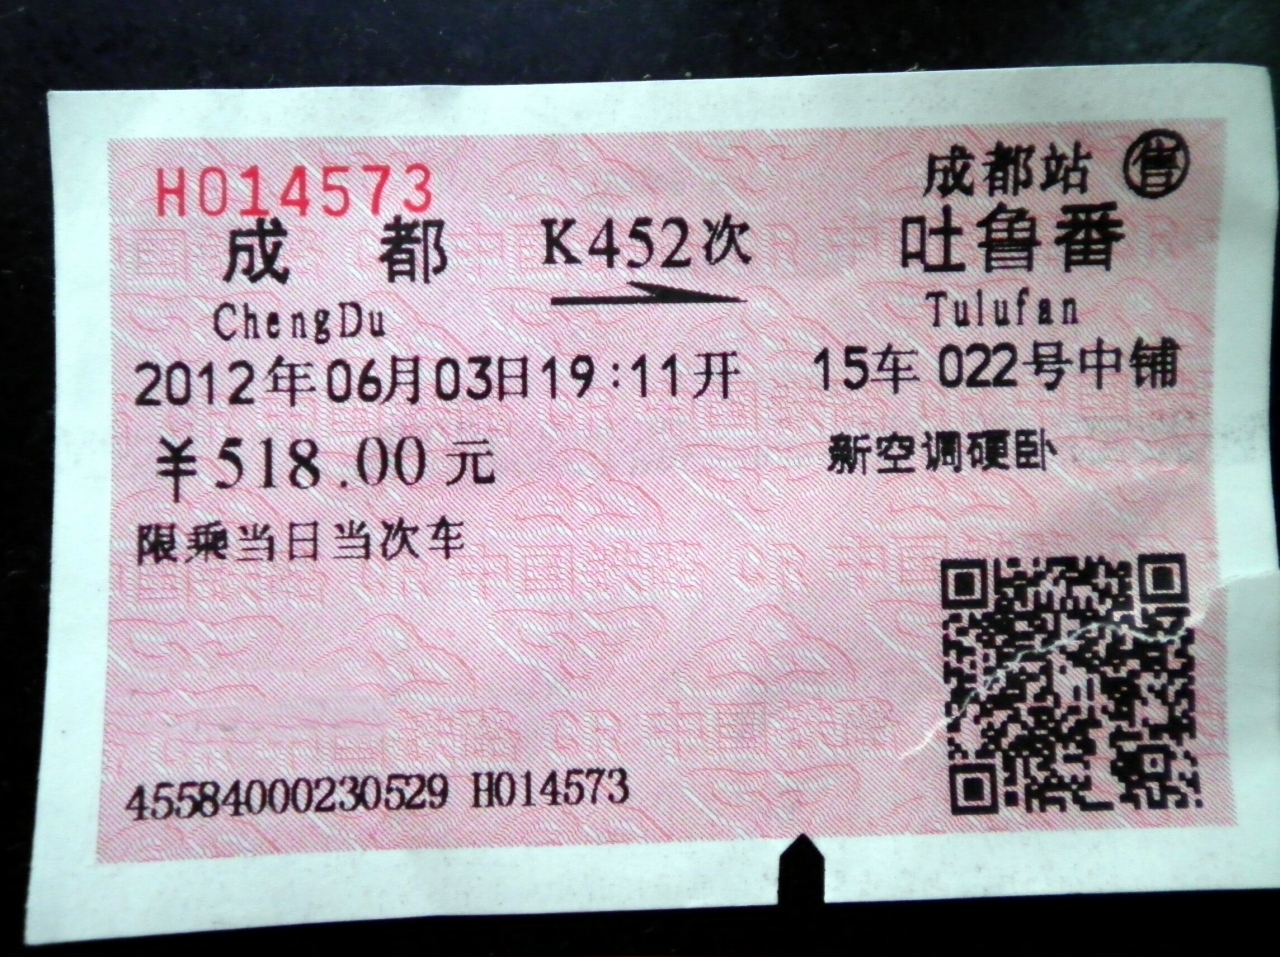 H014573
成都站 售
成都 K452次 吐鲁番
ChengDu Tulufan
2012年06月03日19:11开 15车 022号中铺
¥518.00元 新空调硬卧
限乘当日当次车
45584000230529 H014573